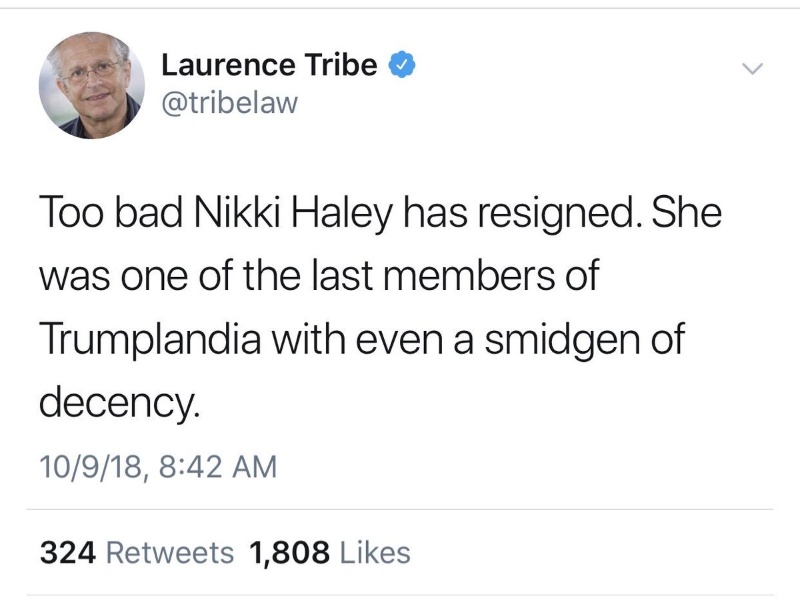 Laurence Tribe
@tribelaw
Too bad Nikki Haley has resigned. She
was one of the last members of
Trumplandia with even a smidgen of
decency.
10/9/18, 8:42 AM
324 Retweets 1,808 Likes